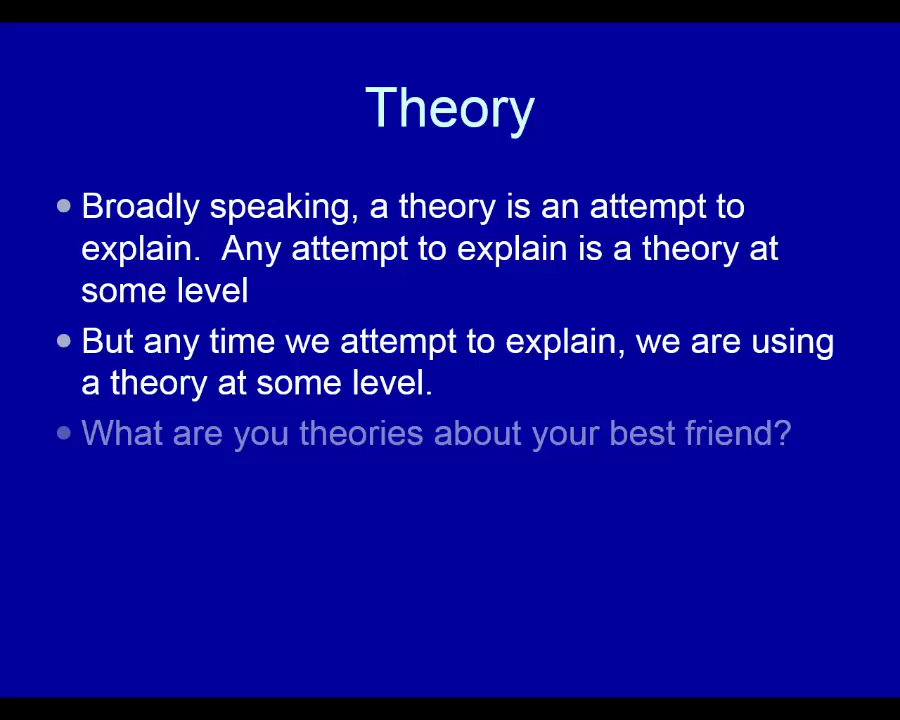 Theory
Broadly speaking, a theory is an attempt to
explain.  Any attempt to explain is a theory at
some level
But any time we attempt to explain, we are using
a theory at some level.
What are you theories about your best friend?